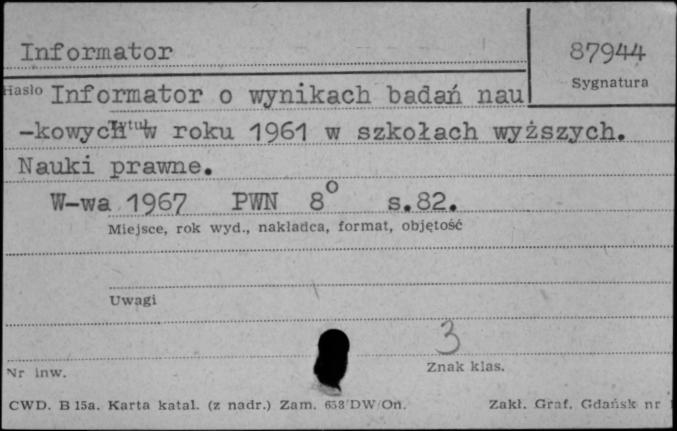 Informator
87944
Sygnatura
Hasło Informator o wynikach badań nau
-kowych w roku 1961 w szkołach wyższych.
Nauki prawne.
W-wa 1967 PWN 8° s.82.
Miejsce, rok wyd., nakładca, format, objętość
Uwagi
3
Nr inw.
Znak klas.
CWD. B 15a. Karta katal. (z nadr.) Zam. 658/DW/On. Zakł. Graf. Gdańsk nr